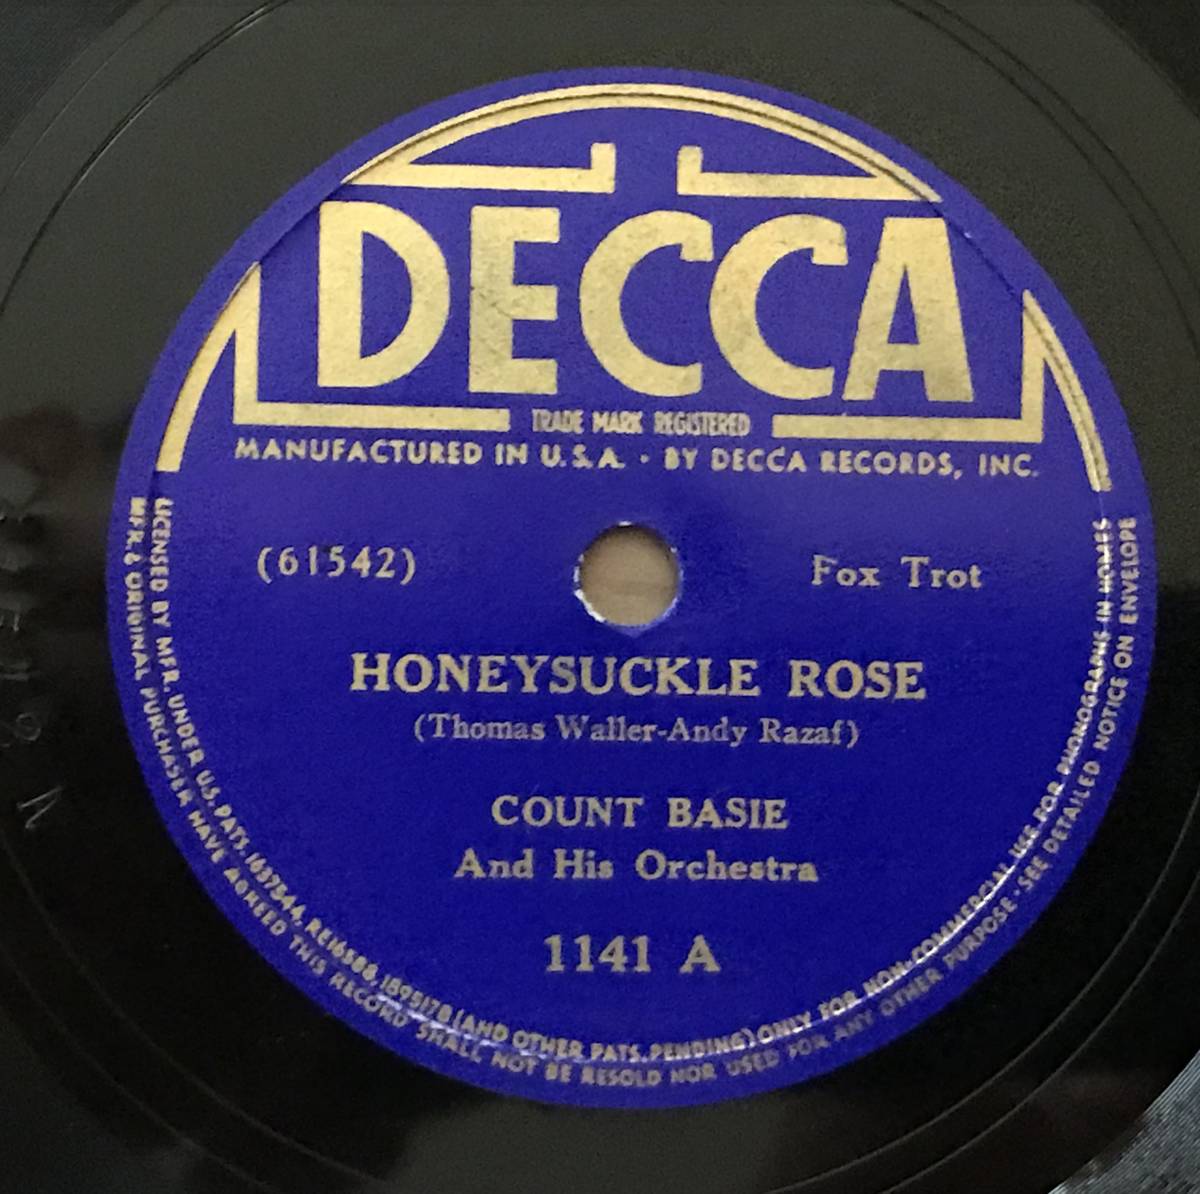 DECCA
TRADE MARK REGISTERED
MANUFACTURED IN U.S.A. · BY DECCA RECORDS, INC.
(61542)
Fox Trot
HONEYSUCKLE ROSE
(Thomas Waller-Andy Razaf)
COUNT BASIE
And His Orchestra
1141 A
LICENSED BY MFR. UNDER U.S. PATS. 1637544, RE16588, 1895178 (AND OTHER PATS. PENDING) ONLY FOR NON-COMMERCIAL USE FOR PHONOGRAPHS IN HOMES
MFR. & ORIGINAL PURCHASER HAVE AGREED THIS RECORD SHALL NOT BE RESOLD NOR USED FOR ANY OTHER PURPOSE · SEE DETAILED NOTICE ON ENVELOPE